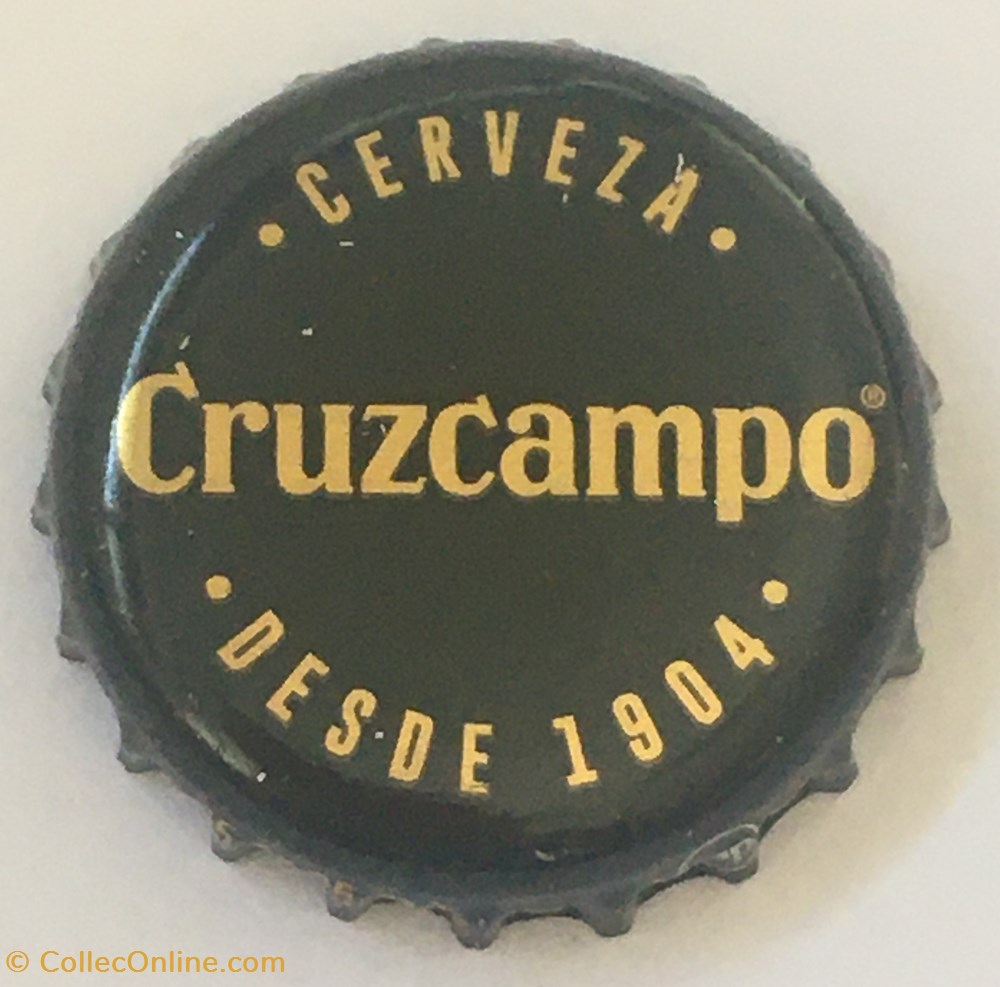 • CERVEZA •
Cruzcampo®
• DESDE 1904 •
© CollecOnline.com